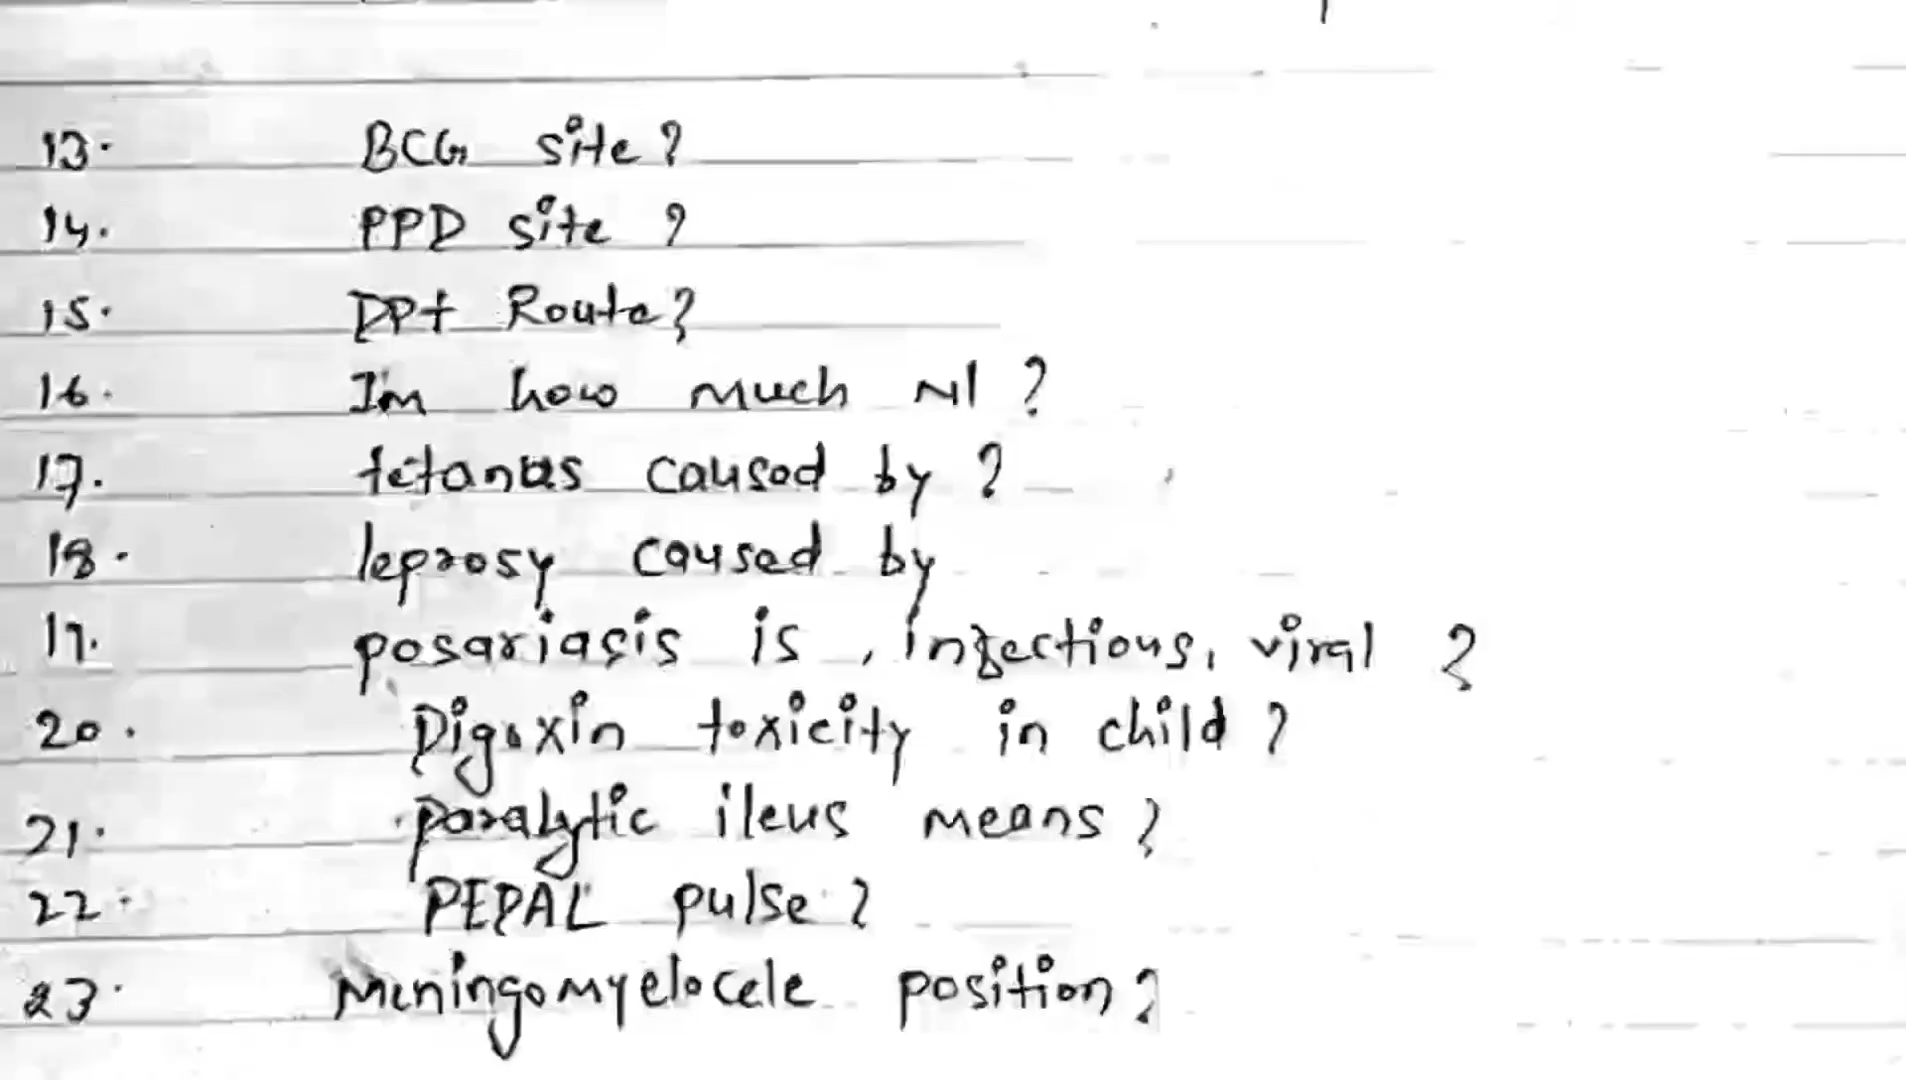 13. BCG site?
14. PPD site ?
15. DPt Route?
16. Im how much Nl ?
17. tetanus caused by ?
18. leprosy caused by
19. posariasis is , infections, viral ?
20. Digoxin toxicity in child ?
21. paralytic ileus means ?
22. PEPAL pulse ?
23. Meningomyelocele position ?